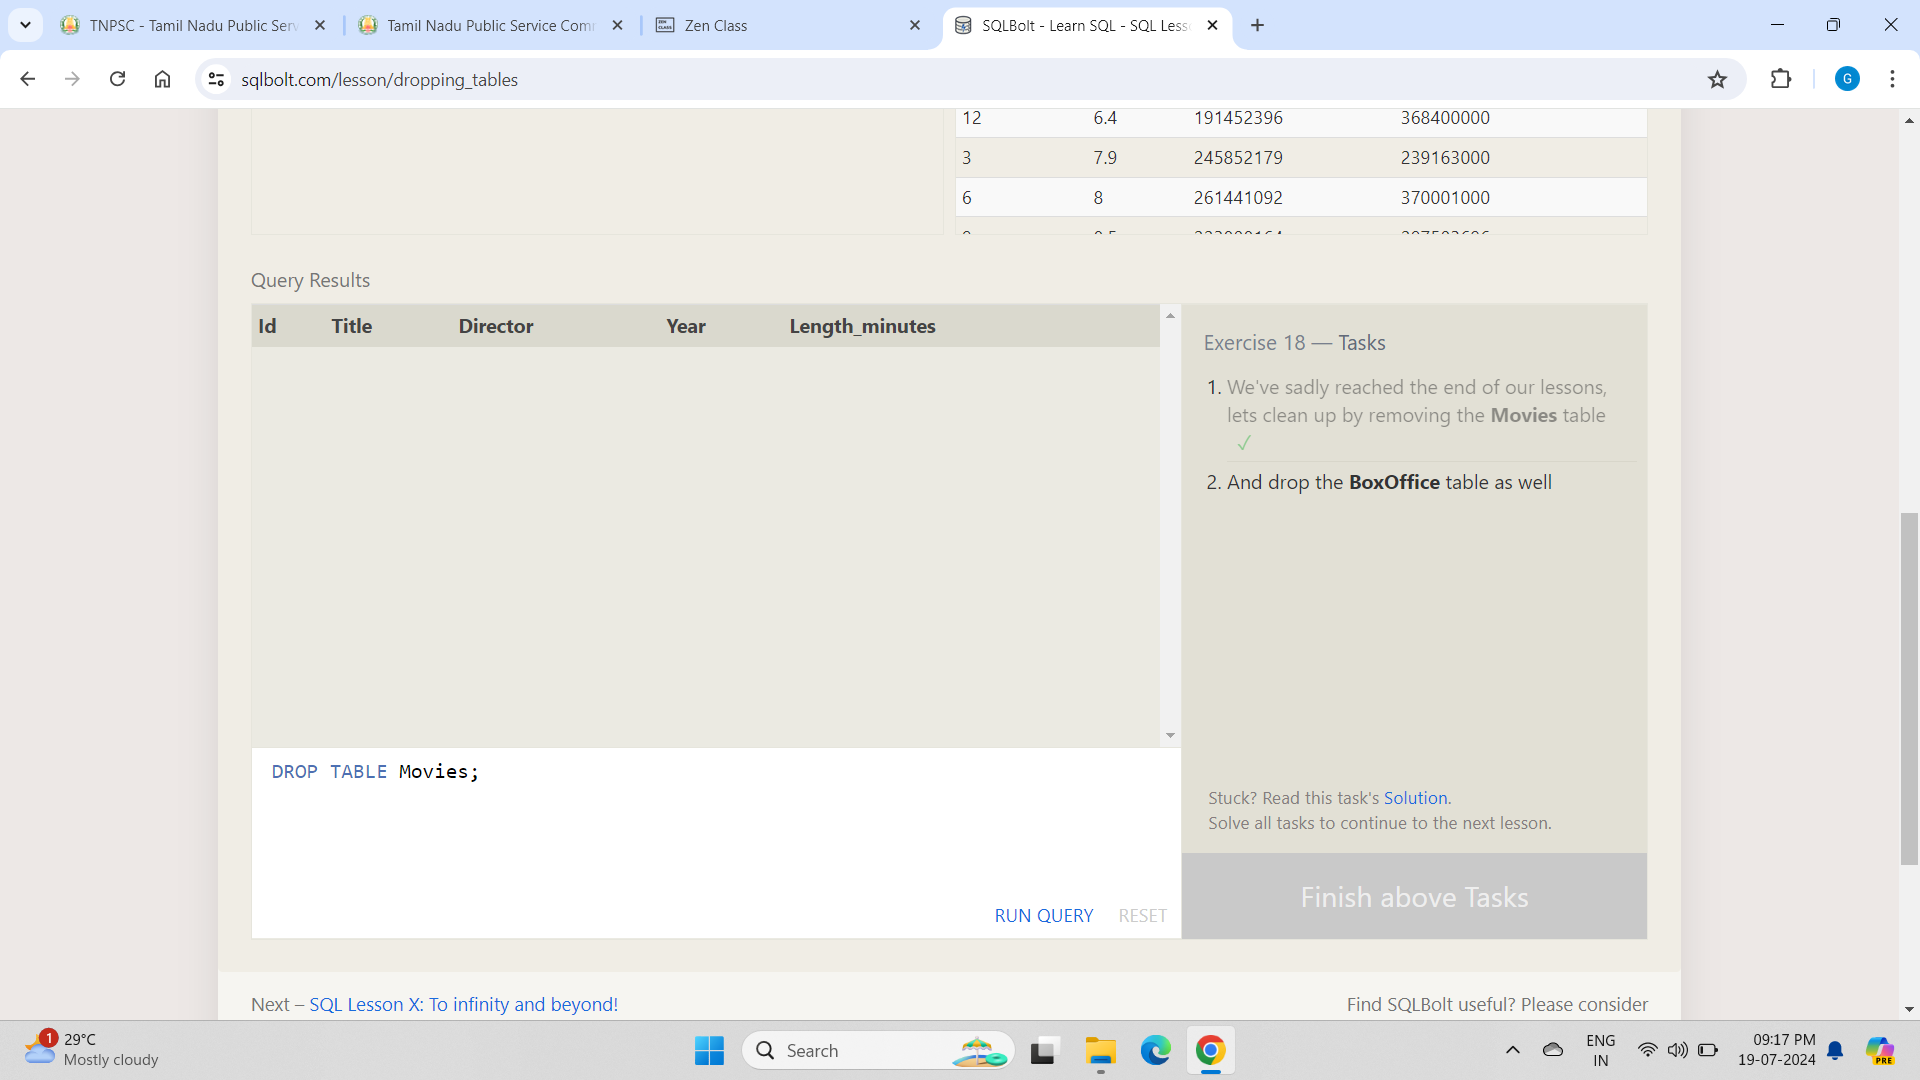 TNPSC - Tamil Nadu Public Serv
Tamil Nadu Public Service Comm
Zen Class
SQLBolt - Learn SQL - SQL Less
sqlbolt.com/lesson/dropping_tables
G
12 6.4 191452396 368400000
3 7.9 245852179 239163000
6 8 261441092 370001000
Query Results
Id Title Director Year Length_minutes
Exercise 18 — Tasks
1. We've sadly reached the end of our lessons,
lets clean up by removing the Movies table
✓
2. And drop the BoxOffice table as well
DROP TABLE Movies;
Stuck? Read this task's Solution.
Solve all tasks to continue to the next lesson.
RUN QUERY RESET
Finish above Tasks
Next – SQL Lesson X: To infinity and beyond!
Find SQLBolt useful? Please consider
1
29°C
Mostly cloudy
Search
ENG
IN
09:17 PM
19-07-2024
PRE